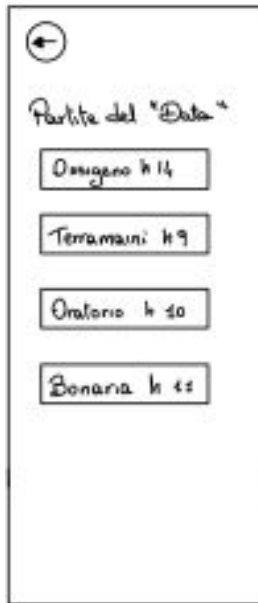 Partite del "Data"
Ossigeno h 14
Terramaini h 9
Oratorio h 10
Bonaria h 11